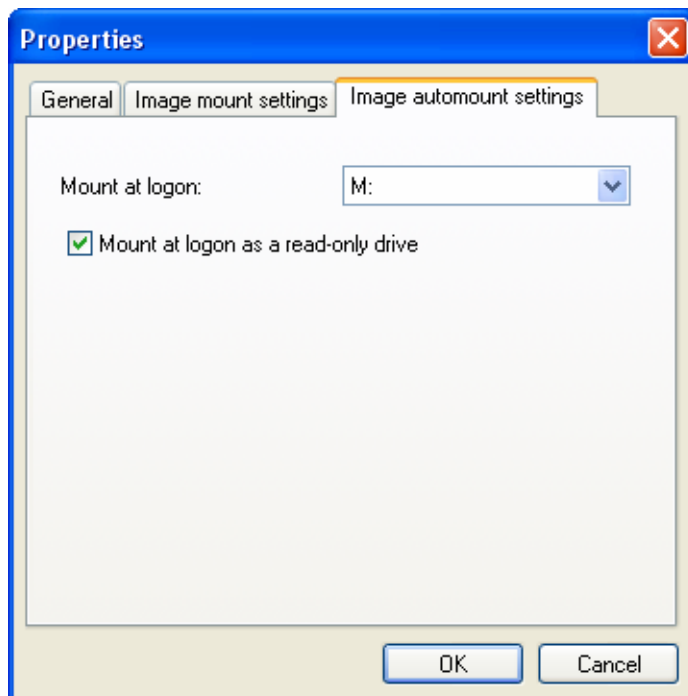 Properties
General Image mount settings Image automount settings
Mount at logon: M:
Mount at logon as a read-only drive
OK Cancel